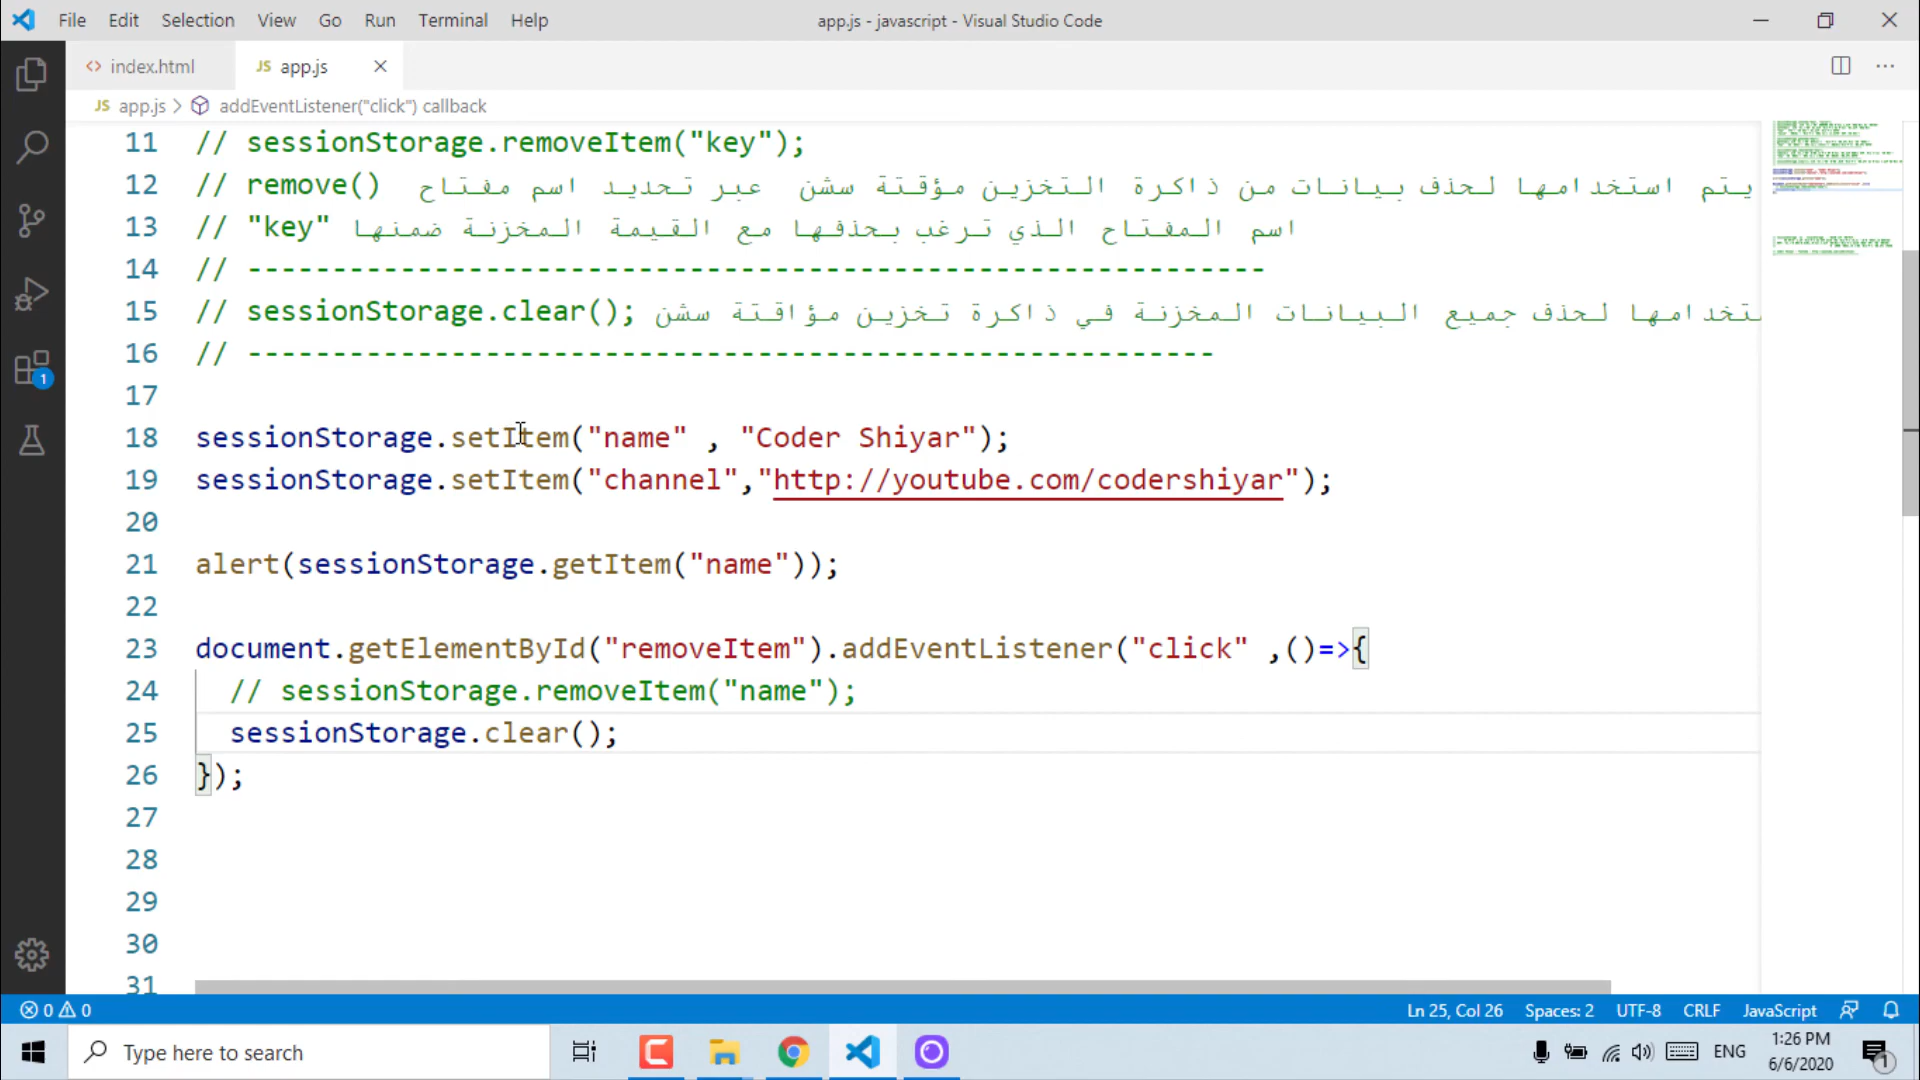 File Edit Selection View Go Run Terminal Help
app.js - javascript - Visual Studio Code
index.html
JS app.js
JS app.js > addEventListener("click") callback
11 // sessionStorage.removeItem("key");
12 // remove() يتم استخدامها لحذف بيانات من ذاكرة التخزين مؤقتة سشن عبر تحديد اسم مفتاح
13 // "key" اسم المفتاح الذي ترغب بحذفها مع القيمة المخزنة ضمنها
14 // ------------------------------------------------------------
15 // sessionStorage.clear(); تخدامها لحذف جميع البيانات المخزنة في ذاكرة تخزين مؤاقتة سشن
16 // ---------------------------------------------------------
17
18 sessionStorage.setItem("name" , "Coder Shiyar");
19 sessionStorage.setItem("channel","http://youtube.com/codershiyar");
20
21 alert(sessionStorage.getItem("name"));
22
23 document.getElementById("removeItem").addEventListener("click" ,()=>{
24 // sessionStorage.removeItem("name");
25 sessionStorage.clear();
26 });
27
28
29
30
31
1
0 0
Ln 25, Col 26 Spaces: 2 UTF-8 CRLF JavaScript
Type here to search
ENG
1:26 PM
6/6/2020
1